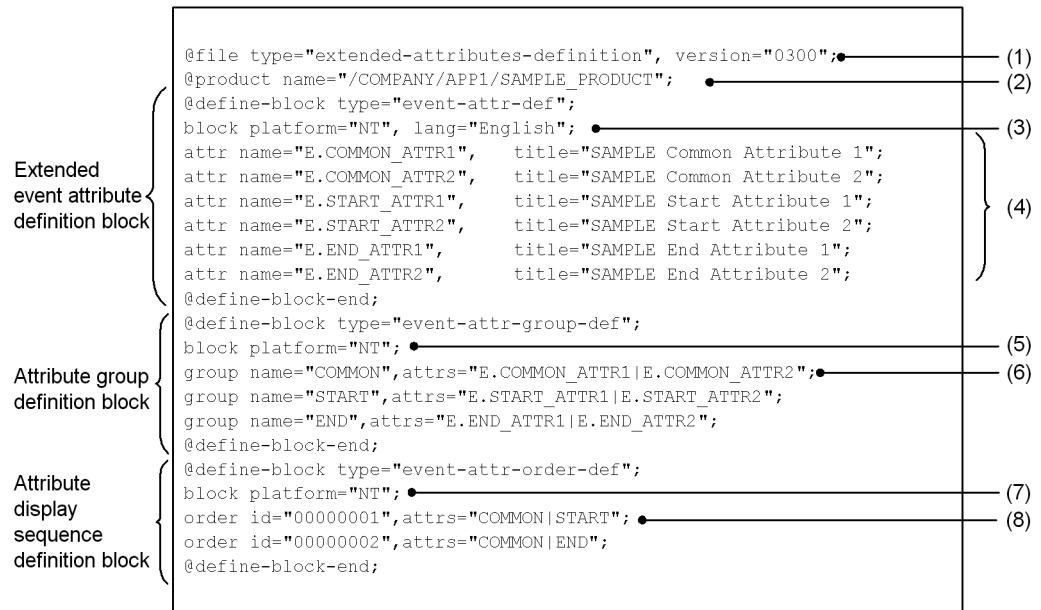 @file type="extended-attributes-definition", version="0300"; (1)
@product name="/COMPANY/APP1/SAMPLE_PRODUCT"; (2)
@define-block type="event-attr-def";
block platform="NT", lang="English"; (3)
attr name="E.COMMON_ATTR1", title="SAMPLE Common Attribute 1";
attr name="E.COMMON_ATTR2", title="SAMPLE Common Attribute 2";
attr name="E.START_ATTR1", title="SAMPLE Start Attribute 1";
attr name="E.START_ATTR2", title="SAMPLE Start Attribute 2";
attr name="E.END_ATTR1", title="SAMPLE End Attribute 1";
attr name="E.END_ATTR2", title="SAMPLE End Attribute 2";
(4)
@define-block-end;
Extended
event attribute
definition block
@define-block type="event-attr-group-def";
block platform="NT"; (5)
group name="COMMON",attrs="E.COMMON_ATTR1|E.COMMON_ATTR2"; (6)
group name="START",attrs="E.START_ATTR1|E.START_ATTR2";
group name="END",attrs="E.END_ATTR1|E.END_ATTR2";
@define-block-end;
Attribute group
definition block
@define-block type="event-attr-order-def";
block platform="NT"; (7)
order id="00000001",attrs="COMMON|START"; (8)
order id="00000002",attrs="COMMON|END";
@define-block-end;
Attribute
display
sequence
definition block